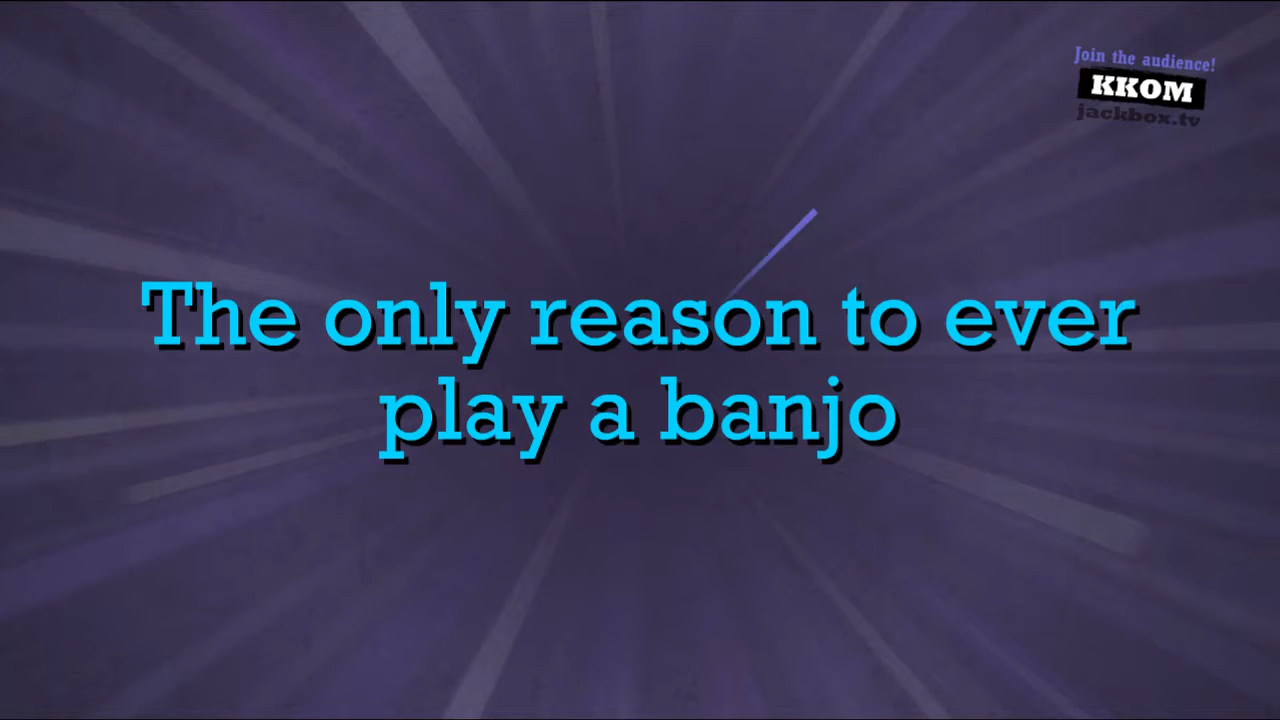 Join the audience!
KKOM
jackbox.tv
The only reason to ever
play a banjo